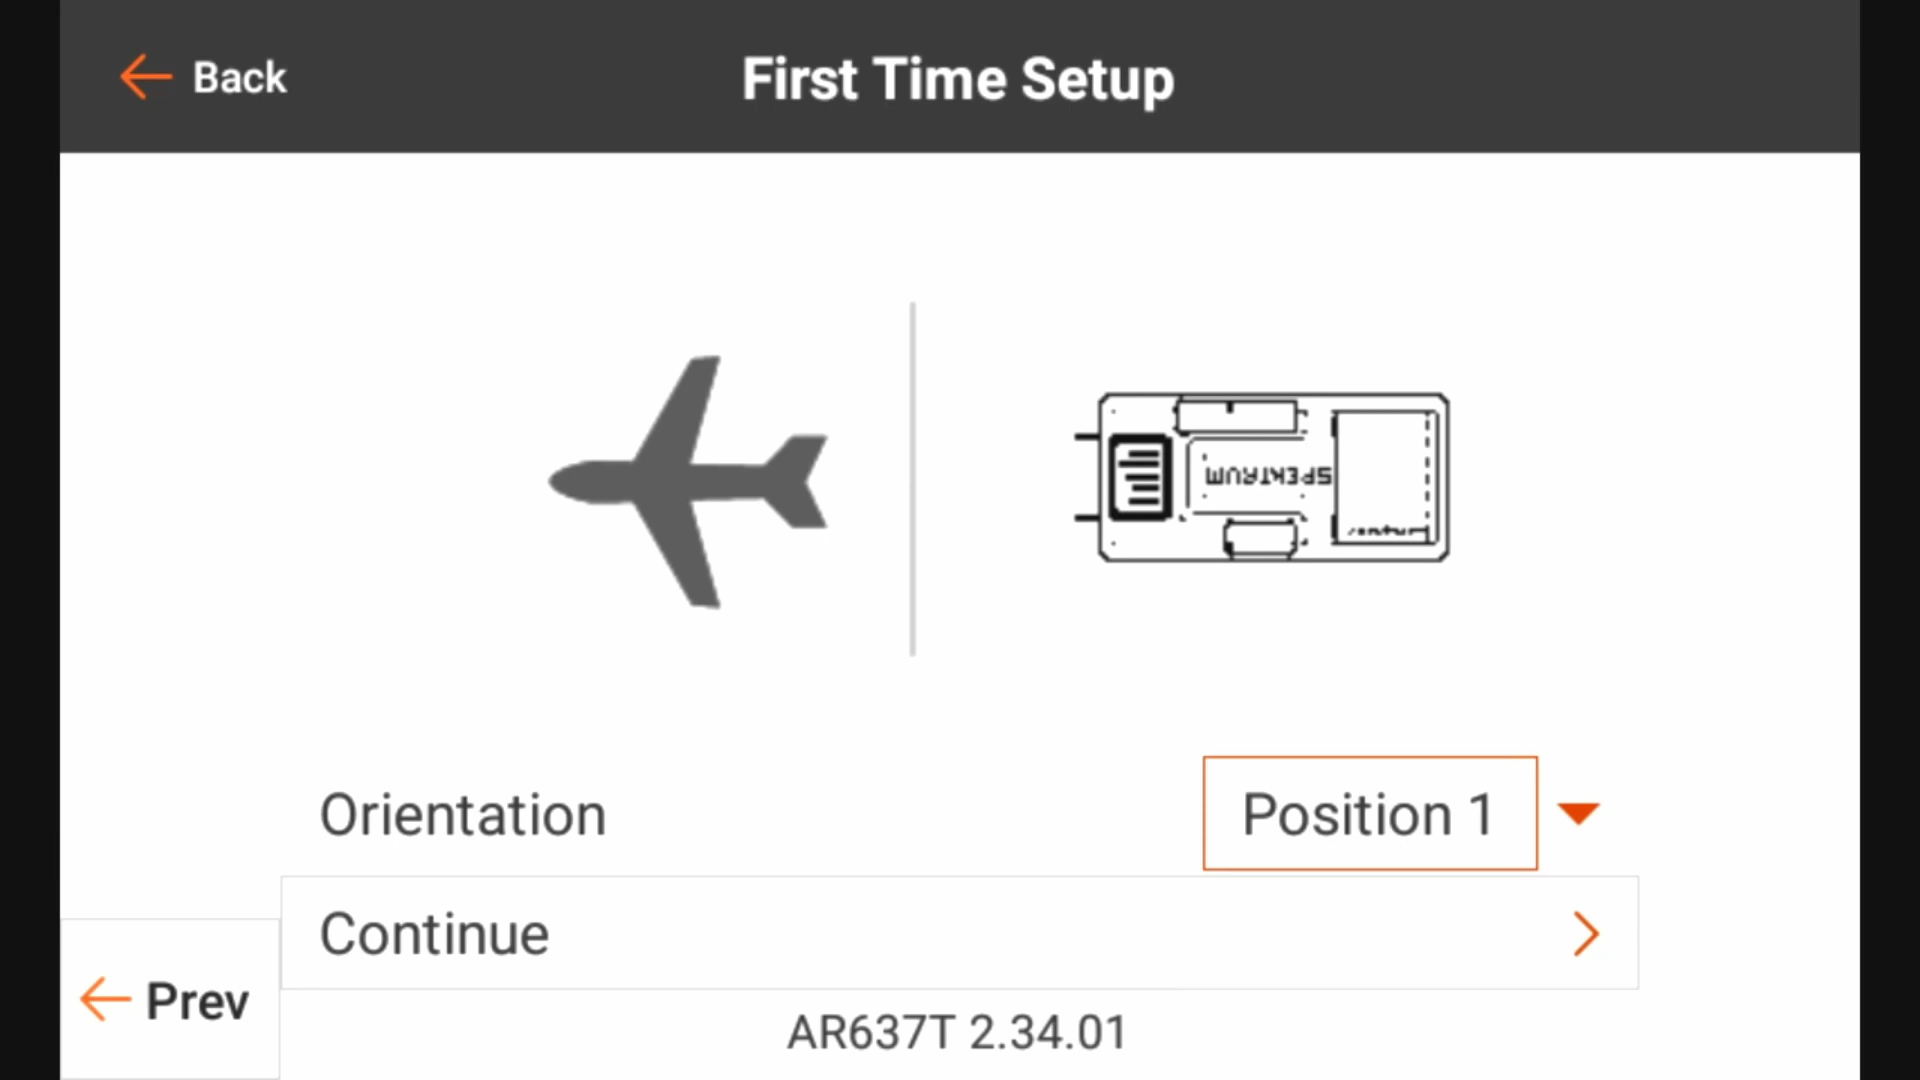 Back
First Time Setup
SPEKTRUM
Orientation
Position 1
Continue
Prev
AR637T 2.34.01